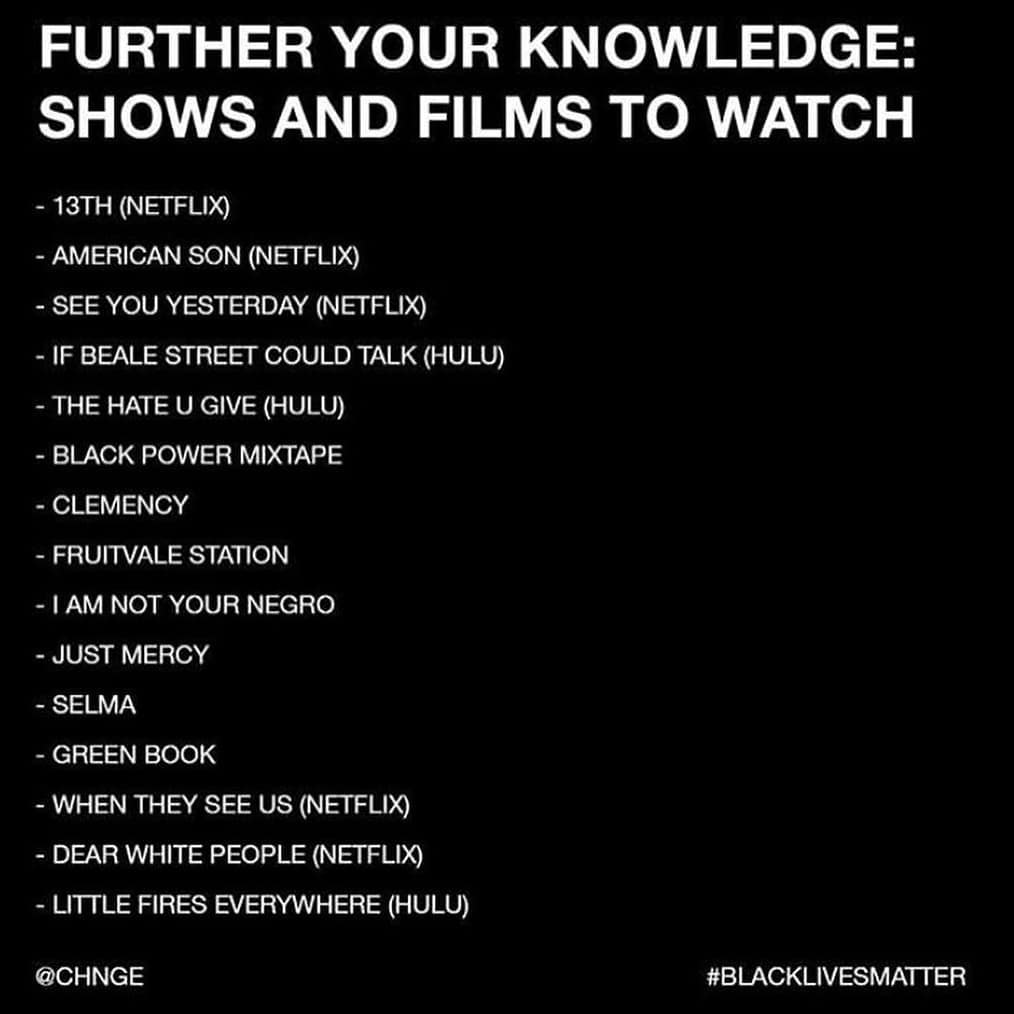 FURTHER YOUR KNOWLEDGE:
SHOWS AND FILMS TO WATCH
- 13TH (NETFLIX)
- AMERICAN SON (NETFLIX)
- SEE YOU YESTERDAY (NETFLIX)
- IF BEALE STREET COULD TALK (HULU)
- THE HATE U GIVE (HULU)
- BLACK POWER MIXTAPE
- CLEMENCY
- FRUITVALE STATION
- I AM NOT YOUR NEGRO
- JUST MERCY
- SELMA
- GREEN BOOK
- WHEN THEY SEE US (NETFLIX)
- DEAR WHITE PEOPLE (NETFLIX)
- LITTLE FIRES EVERYWHERE (HULU)
@CHNGE #BLACKLIVESMATTER